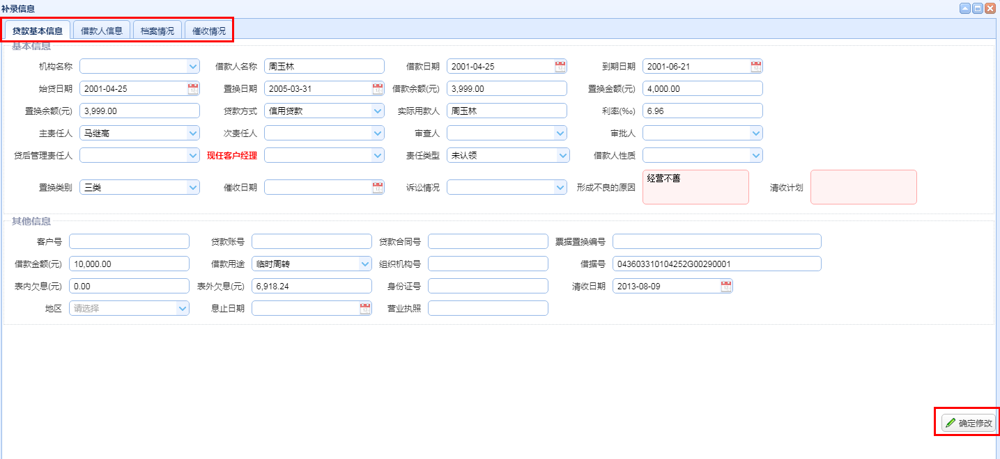 补录信息
贷款基本信息 借款人信息 档案情况 催收情况
基本信息
机构名称 借款人名称 周玉林 借款日期 2001-04-25 到期日期 2001-06-21
始贷日期 2001-04-25 置换日期 2005-03-31 借款余额(元) 3,999.00 置换金额(元) 4,000.00
置换余额(元) 3,999.00 贷款方式 信用贷款 实际用款人 周玉林 利率(‰) 6.96
主责任人 马继高 次责任人 审查人 审批人
贷后管理责任人 现任客户经理 责任类型 未认领 借款人性质
置换类别 三类 催收日期 诉讼情况 形成不良的原因 经营不善 清收计划
其他信息
客户号 贷款账号 贷款合同号 票据置换编号
借款金额(元) 10,000.00 借款用途 临时周转 组织机构号 借据号 043603310104252G00290001
表内欠息(元) 0.00 表外欠息(元) 6,918.24 身份证号 清收日期 2013-08-09
地区 请选择 息止日期 营业执照
确定修改